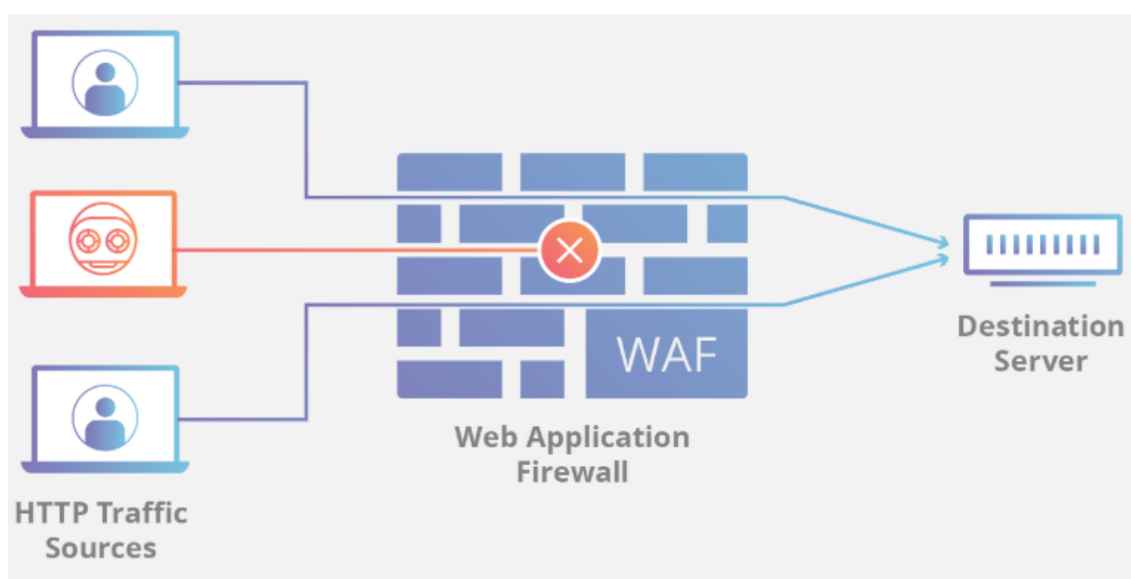 WAF
Web Application
Firewall
Destination
Server
HTTP Traffic
Sources